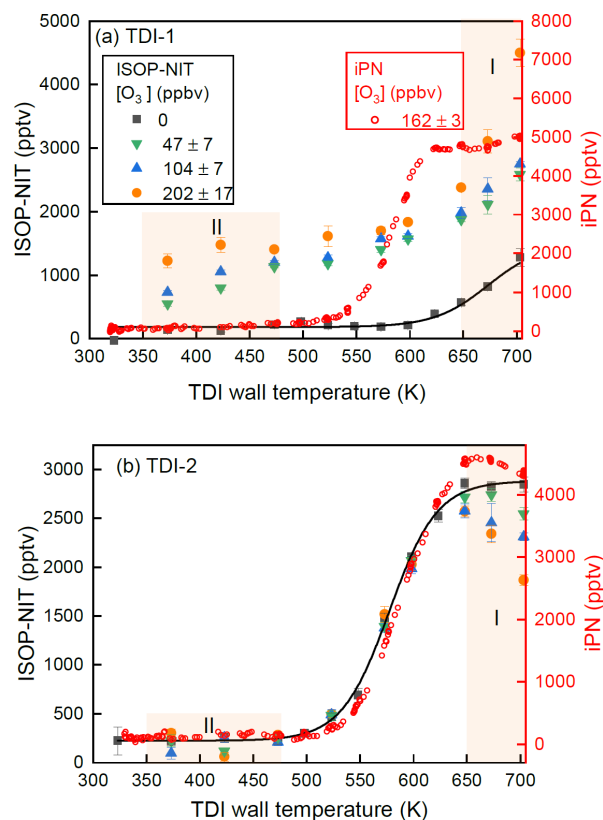 (a) TDI-1
ISOP-NIT
[O3] (ppbv)
0
47 ± 7
104 ± 7
202 ± 17
iPN
[O3] (ppbv)
162 ± 3
I
II
5000
4000
3000
2000
1000
0
ISOP-NIT (pptv)
8000
7000
6000
5000
4000
3000
2000
1000
0
iPN (pptv)
300 350 400 450 500 550 600 650 700
TDI wall temperature (K)
(b) TDI-2
I
II
3000
2500
2000
1500
1000
500
0
ISOP-NIT (pptv)
4000
3000
2000
1000
0
iPN (pptv)
300 350 400 450 500 550 600 650 700
TDI wall temperature (K)